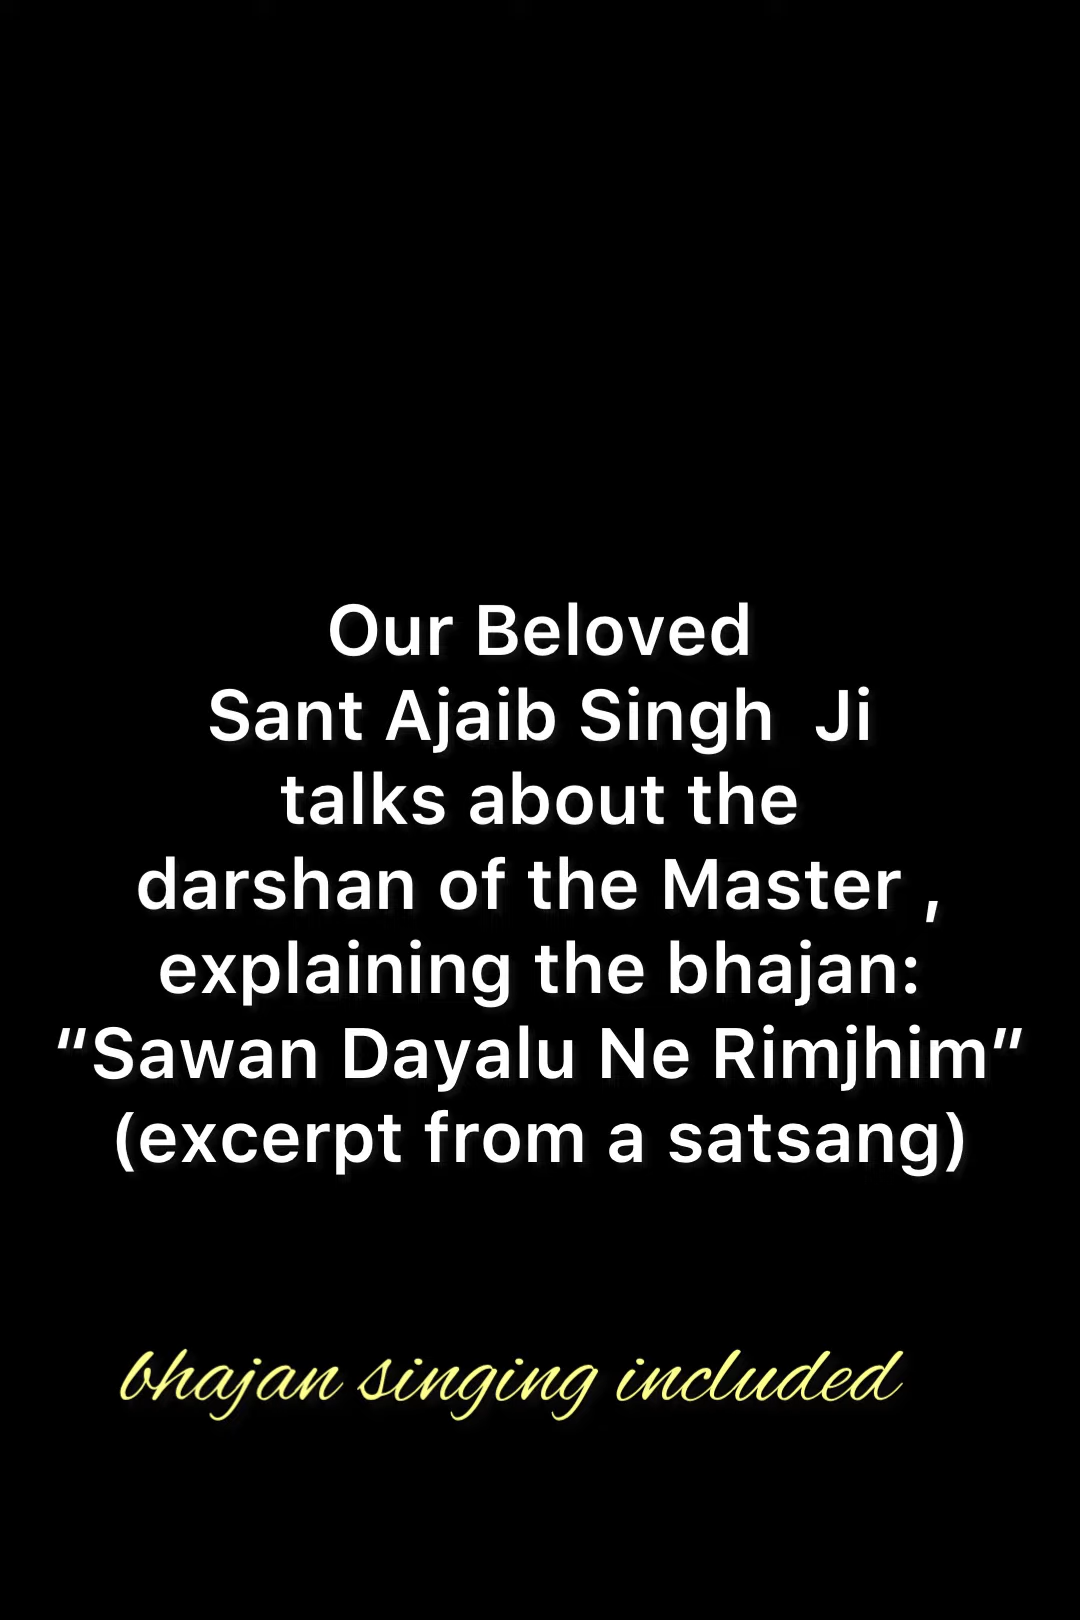 Our Beloved
Sant Ajaib Singh  Ji
talks about the
darshan of the Master ,
explaining the bhajan:
“Sawan Dayalu Ne Rimjhim”
(excerpt from a satsang)
bhajan singing included